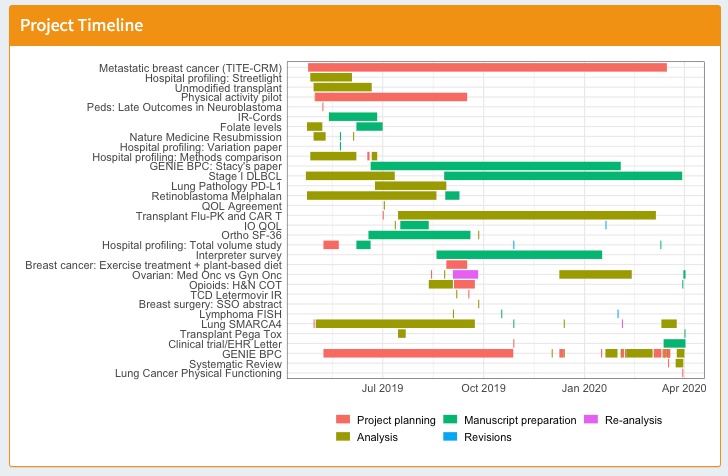 Project Timeline
Metastatic breast cancer (TITE-CRM)
Hospital profiling: Streetlight
Unmodified transplant
Physical activity pilot
Peds: Late Outcomes in Neuroblastoma
IR-Cords
Folate levels
Nature Medicine Resubmission
Hospital profiling: Variation paper
Hospital profiling: Methods comparison
GENIE BPC: Stacy's paper
Stage I DLBCL
Lung Pathology PD-L1
Retinoblastoma Melphalan
QOL Agreement
Transplant Flu-PK and CAR T
IO QOL
Ortho SF-36
Hospital profiling: Total volume study
Interpreter survey
Breast cancer: Exercise treatment + plant-based diet
Ovarian: Med Onc vs Gyn Onc
Opioids: H&N COT
TCD Letermovir IR
Breast surgery: SSO abstract
Lymphoma FISH
Lung SMARCA4
Transplant Pega Tox
Clinical trial/EHR Letter
GENIE BPC
Systematic Review
Lung Cancer Physical Functioning
Jul 2019 Oct 2019 Jan 2020 Apr 2020
Project planning Manuscript preparation Re-analysis
Analysis Revisions